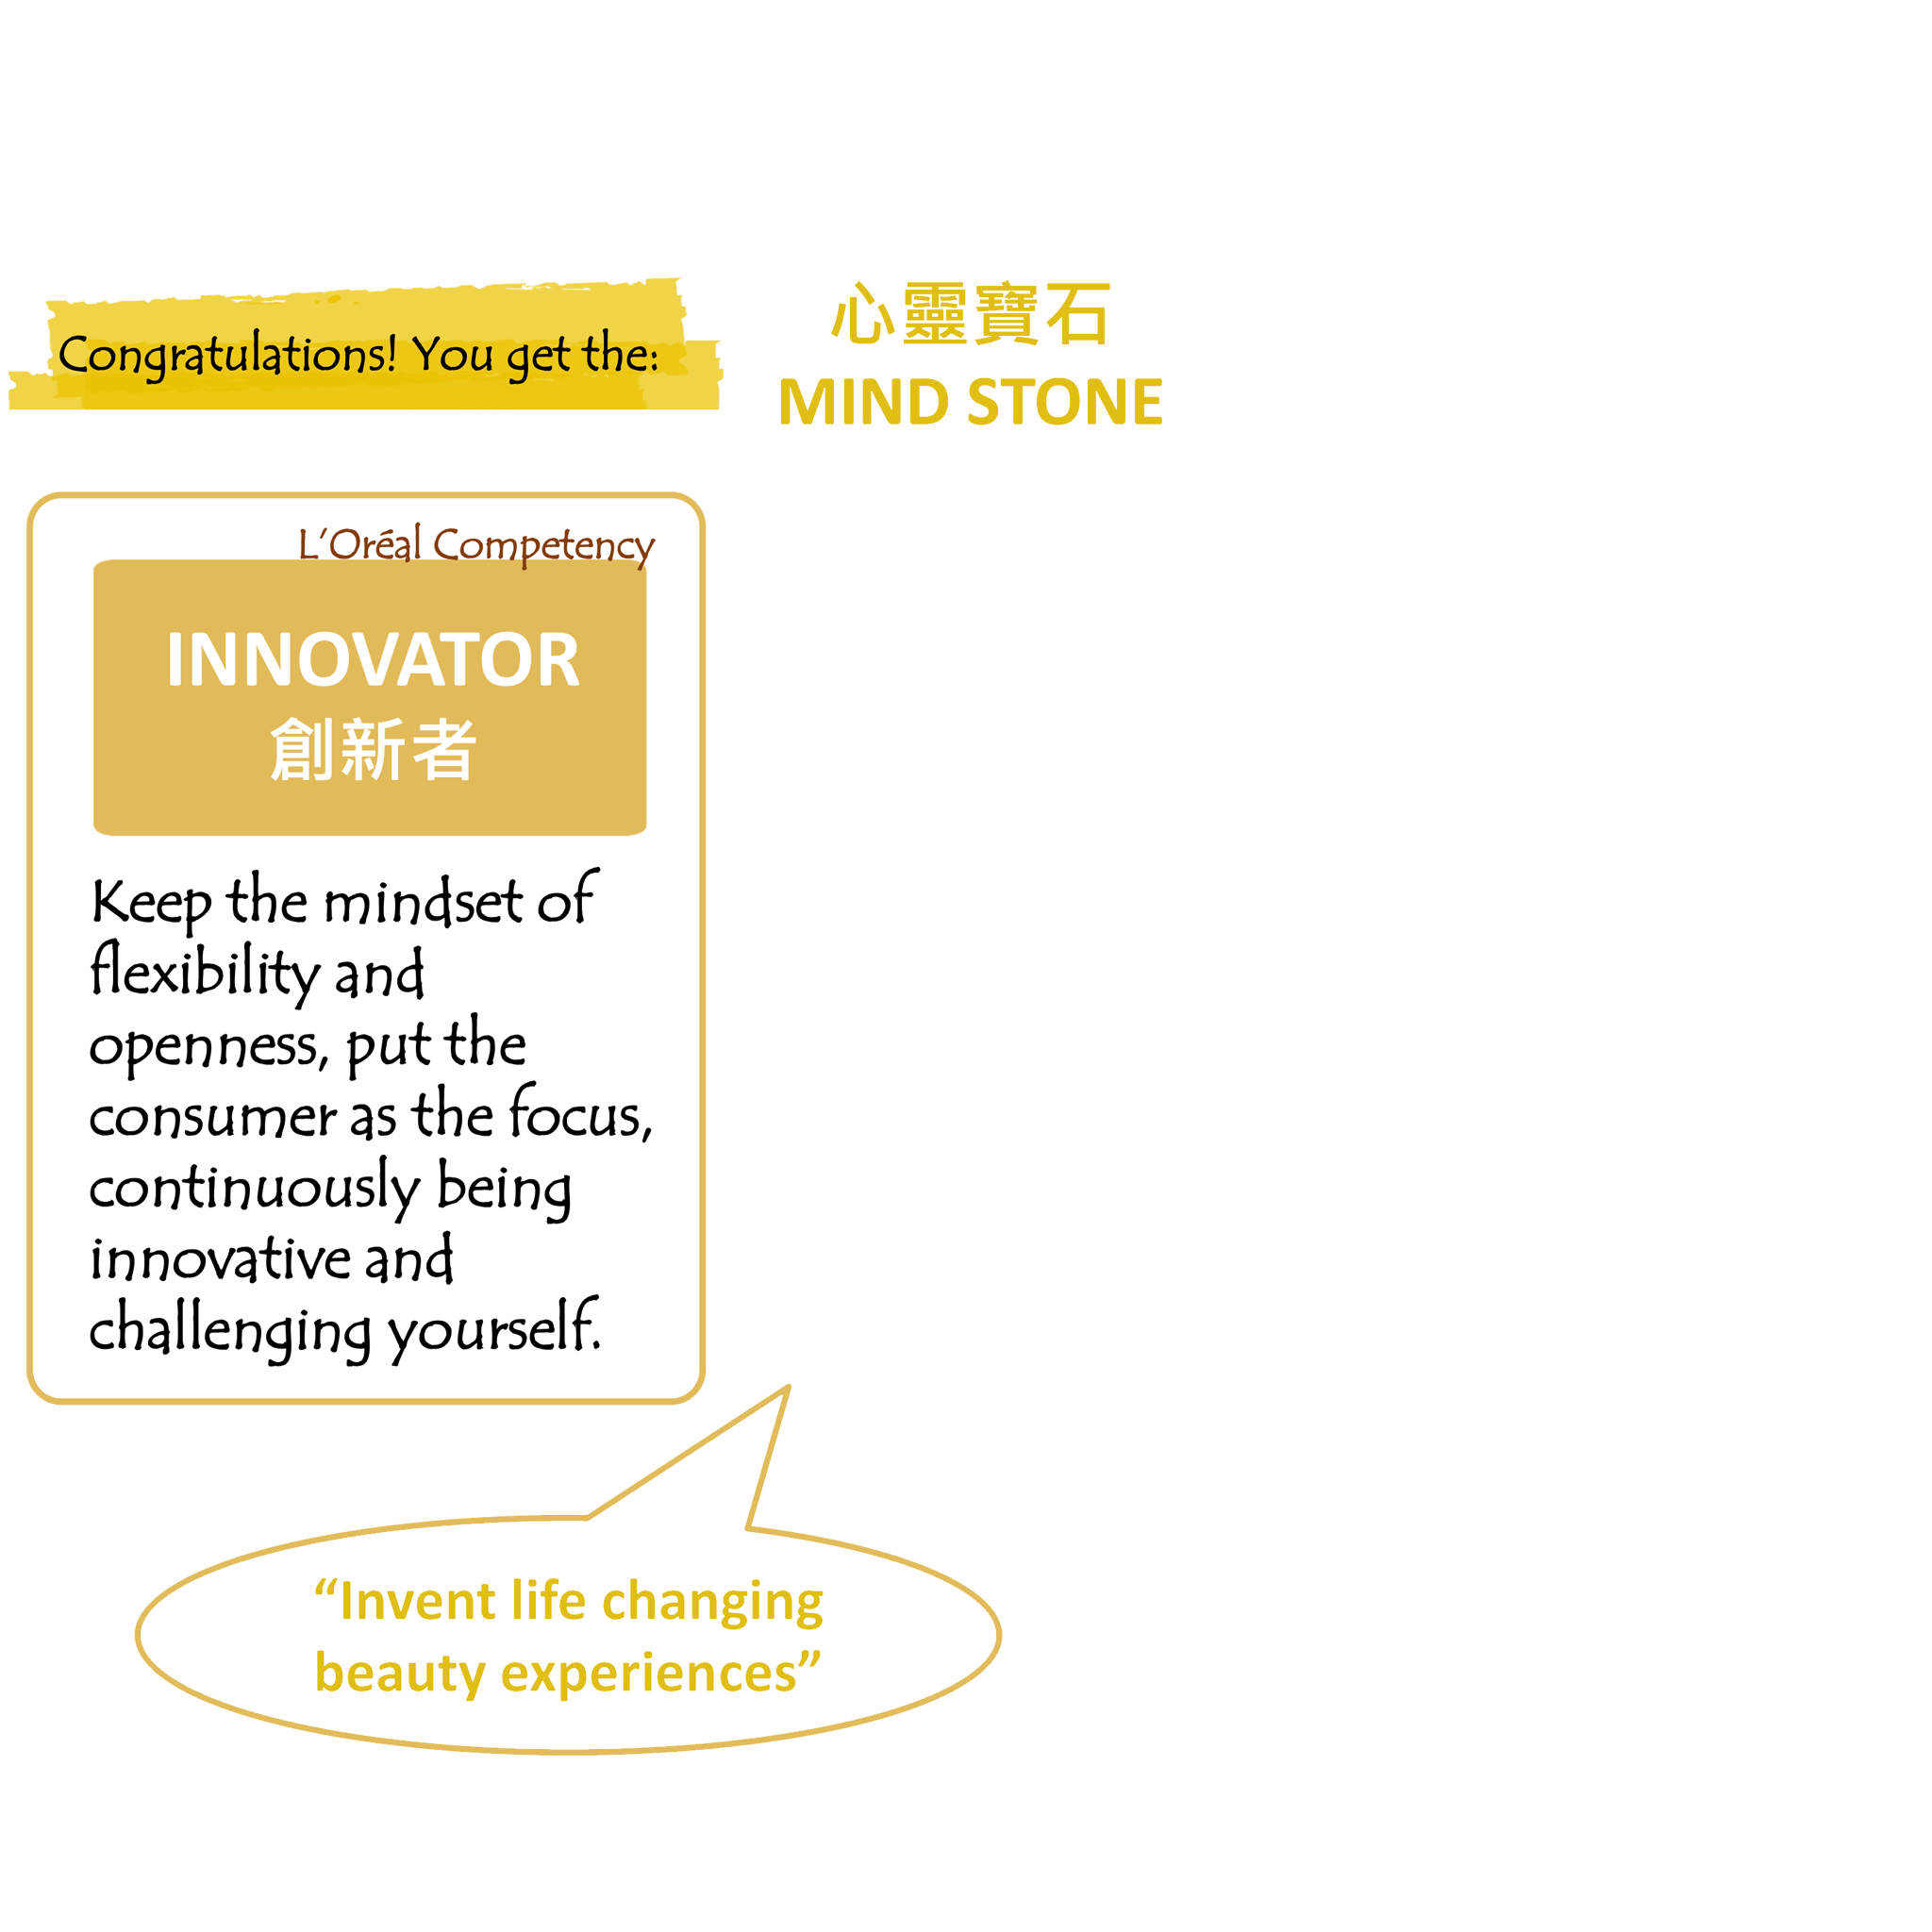 Congratulations! You get the:
心靈寶石
MIND STONE
L'Oréal Competency
INNOVATOR
創新者
Keep the mindset of
flexibility and
openness, put the
consumer as the focus,
continuously being
innovative and
challenging yourself.
“Invent life changing
beauty experiences”